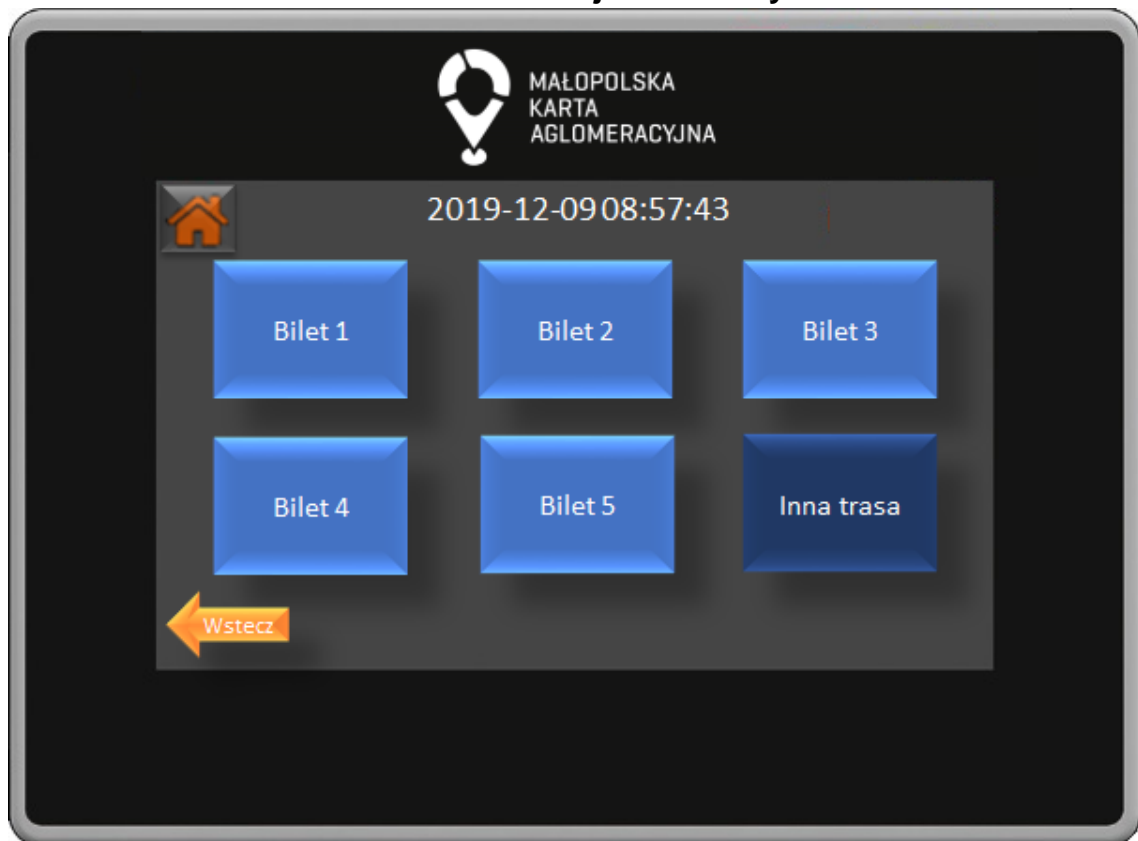 MAŁOPOLSKA
KARTA
AGLOMERACYJNA
2019-12-09 08:57:43
Bilet 1 Bilet 2 Bilet 3
Bilet 4 Bilet 5 Inna trasa
Wstecz